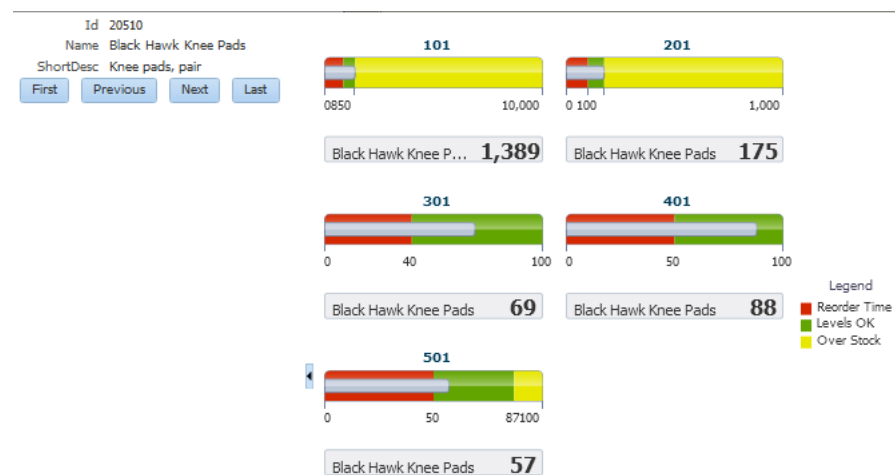 Id 20510
Name Black Hawk Knee Pads
ShortDesc Knee pads, pair
First Previous Next Last
101
0850 10,000
Black Hawk Knee P... 1,389
201
0 100 1,000
Black Hawk Knee Pads 175
301
0 40 100
Black Hawk Knee Pads 69
401
0 50 100
Black Hawk Knee Pads 88
501
0 50 87100
Black Hawk Knee Pads 57
Legend
Reorder Time
Levels OK
Over Stock